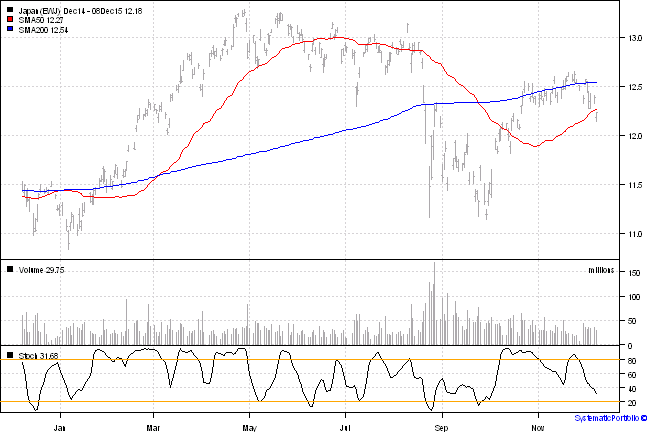 Japan (EWJ) Dec14 - 08Dec15 12.18
SMA50 12.27
SMA200 12.54
13.0
12.5
12.0
11.5
11.0
Volume 29.75
millions
150
100
50
0
Stoch 31.68
80
60
40
20
Jan
Mar
May
Jul
Sep
Nov
SystematicPortfolio ©